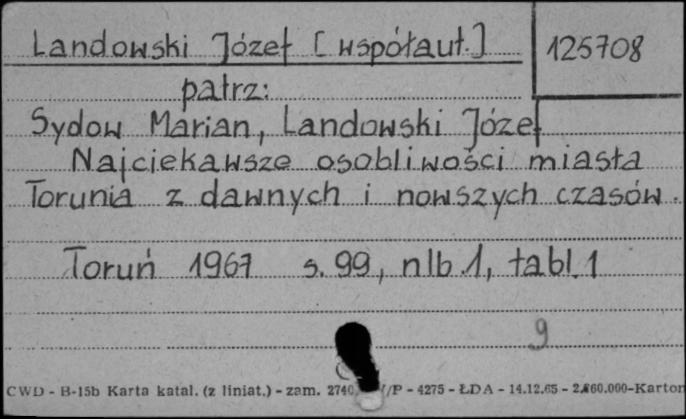 Landowski Józef [współaut.] 125708
patrz:
Sydow Marian, Landowski Józef
Najciekawsze osobliwości miasta
Torunia z dawnych i nowszych czasów.
Toruń 1967 s. 99, nlb.1, tabl.1
9
CWD - B-15b Karta katal. (z liniat.) - zam. 2740 /P - 4275 - ŁDA - 14.12.65 - 2.860.000-Karton